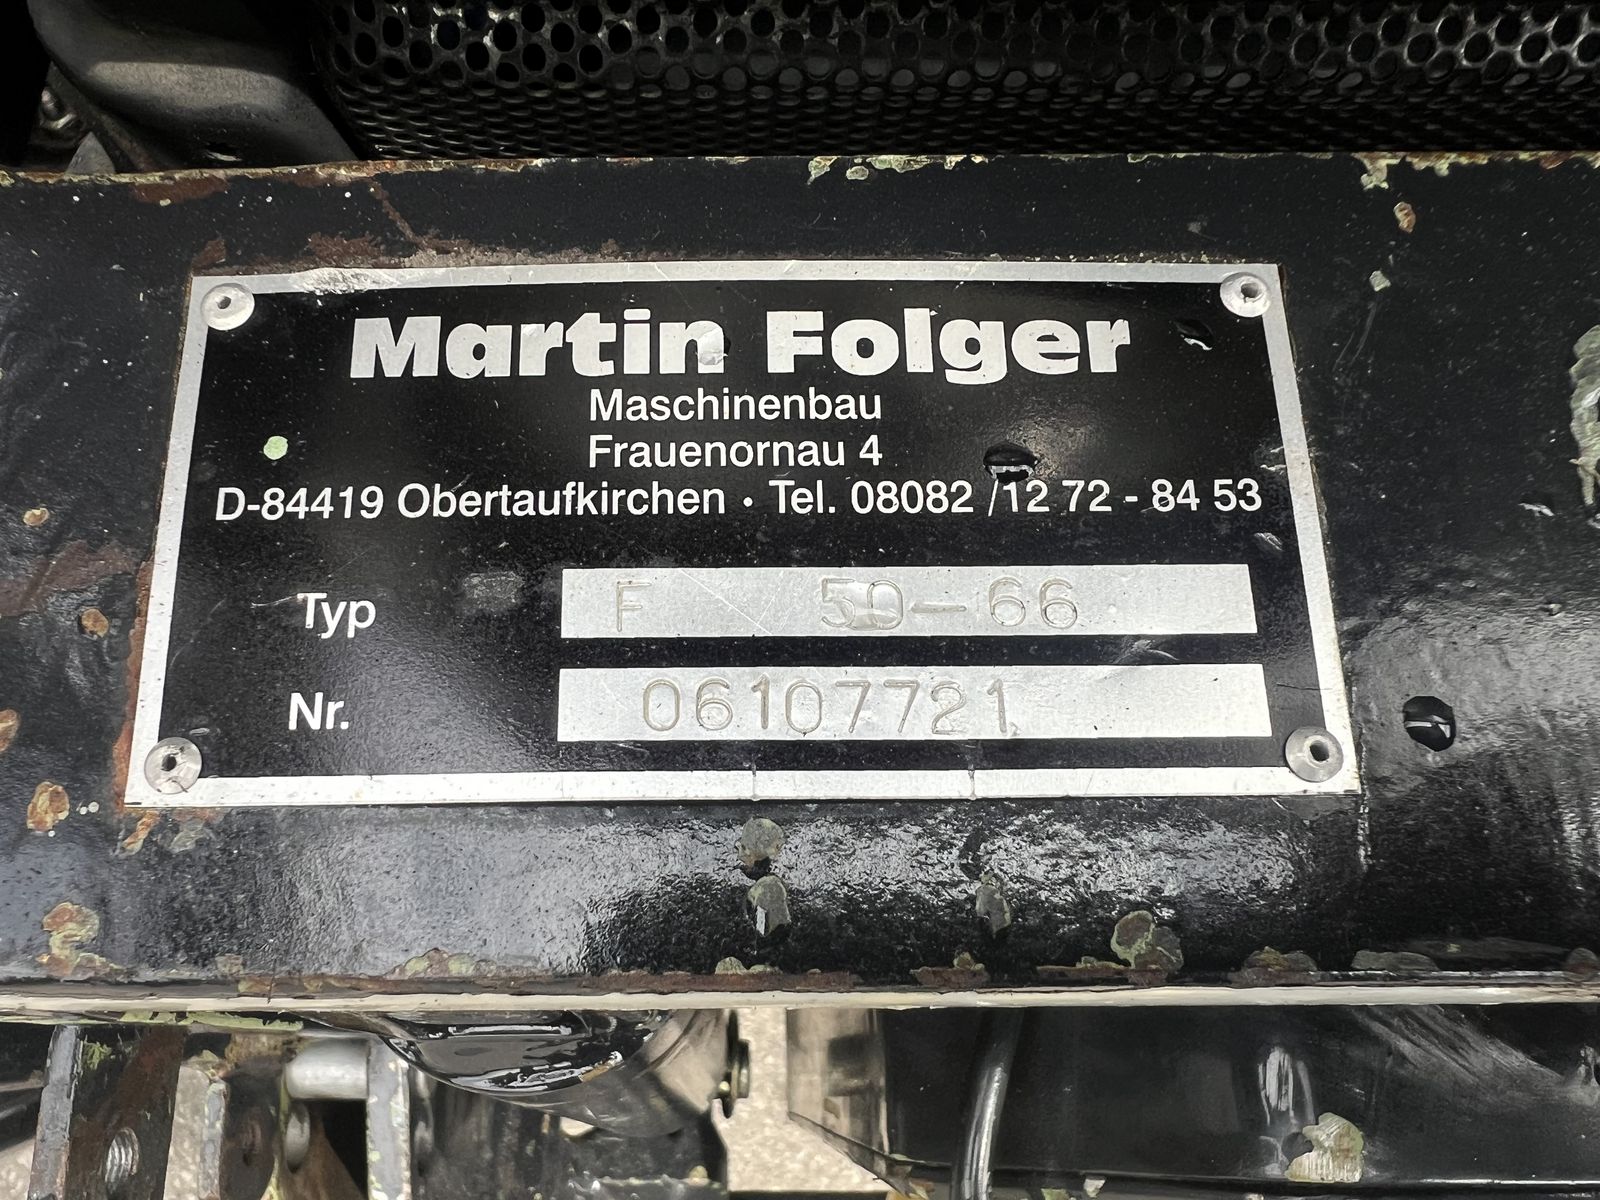 Martin Folger
Maschinenbau
Frauenornau 4
D-84419 Obertaufkirchen · Tel. 08082 /12 72 - 84 53
Typ F 50-66
Nr. 06107721